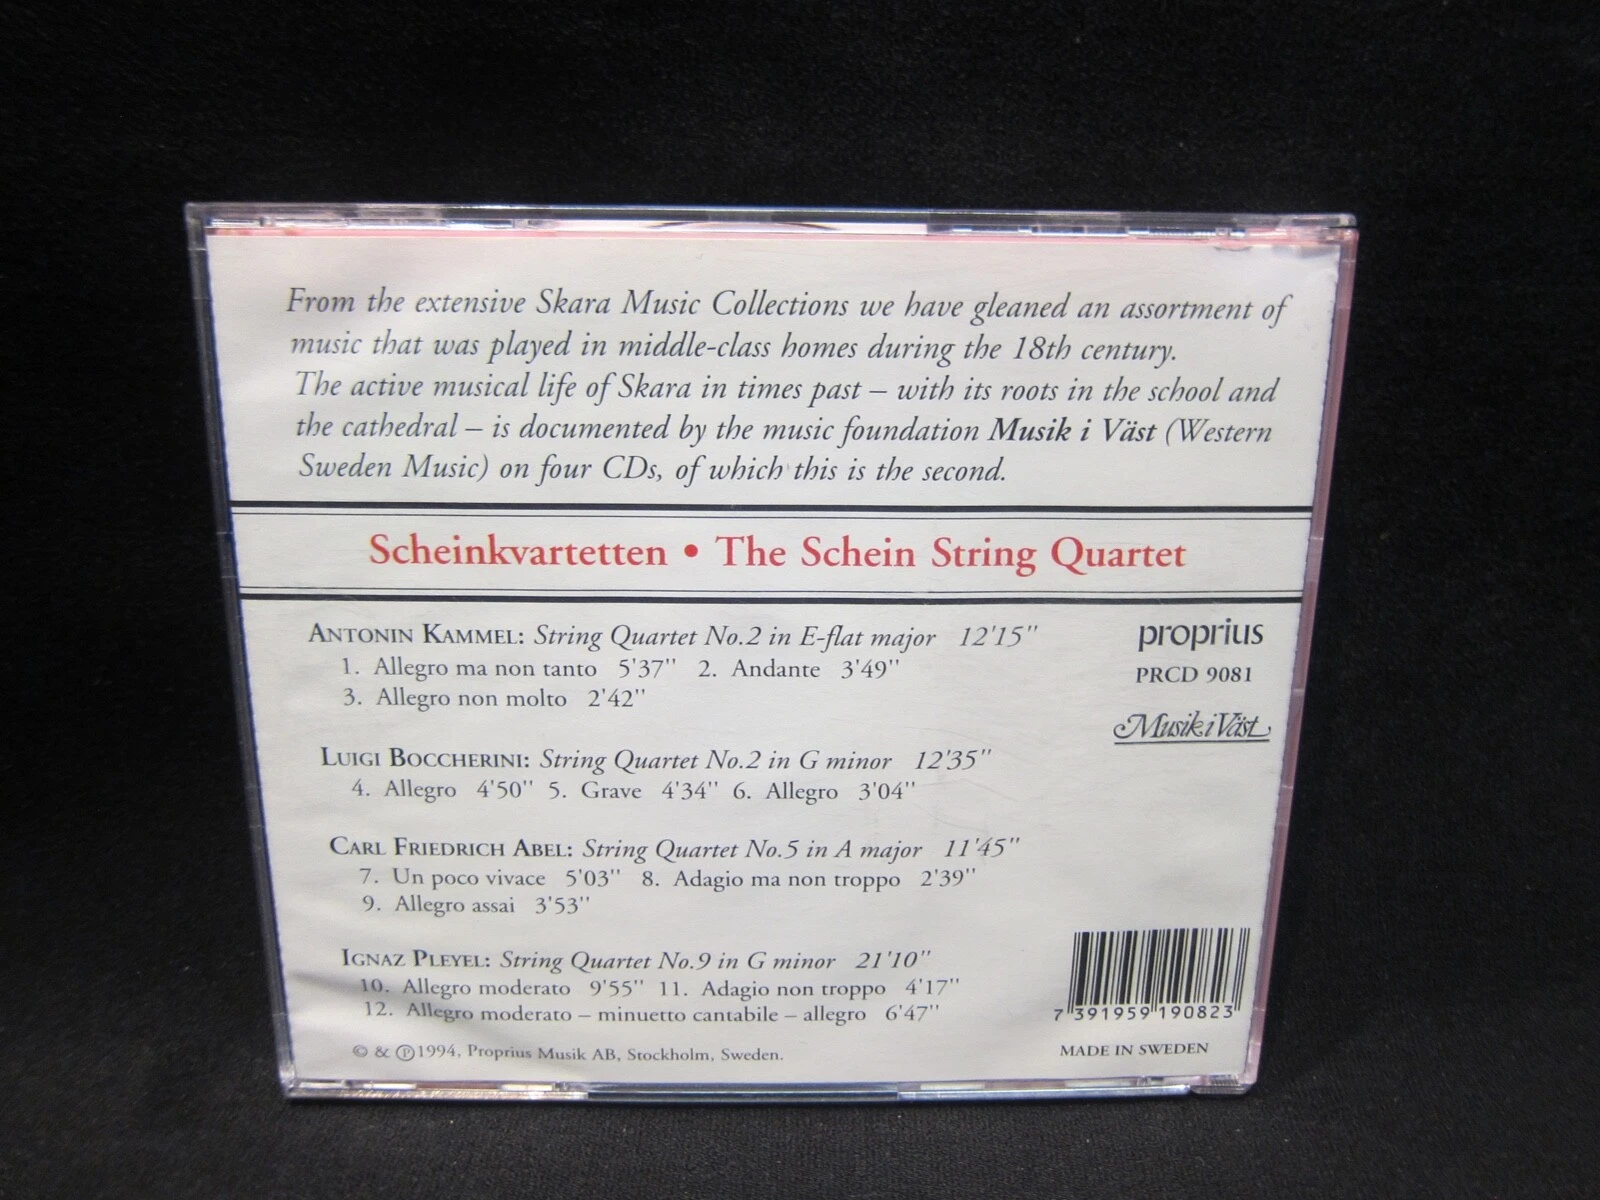 From the extensive Skara Music Collections we have gleaned an assortment of
music that was played in middle-class homes during the 18th century.
The active musical life of Skara in times past – with its roots in the school and
the cathedral – is documented by the music foundation Musik i Väst (Western
Sweden Music) on four CDs, of which this is the second.
Scheinkvartetten • The Schein String Quartet
ANTONIN KAMMEL: String Quartet No.2 in E-flat major 12'15''
1. Allegro ma non tanto 5'37'' 2. Andante 3'49''
3. Allegro non molto 2'42''
LUIGI BOCCHERINI: String Quartet No.2 in G minor 12'35''
4. Allegro 4'50'' 5. Grave 4'34'' 6. Allegro 3'04''
CARL FRIEDRICH ABEL: String Quartet No.5 in A major 11'45''
7. Un poco vivace 5'03'' 8. Adagio ma non troppo 2'39''
9. Allegro assai 3'53''
IGNAZ PLEYEL: String Quartet No.9 in G minor 21'10''
10. Allegro moderato 9'55'' 11. Adagio non troppo 4'17''
12. Allegro moderato – minuetto cantabile – allegro 6'47''
© & ℗ 1994, Proprius Musik AB, Stockholm, Sweden.
proprius
PRCD 9081
Musik i Väst
7 391959 190823
MADE IN SWEDEN